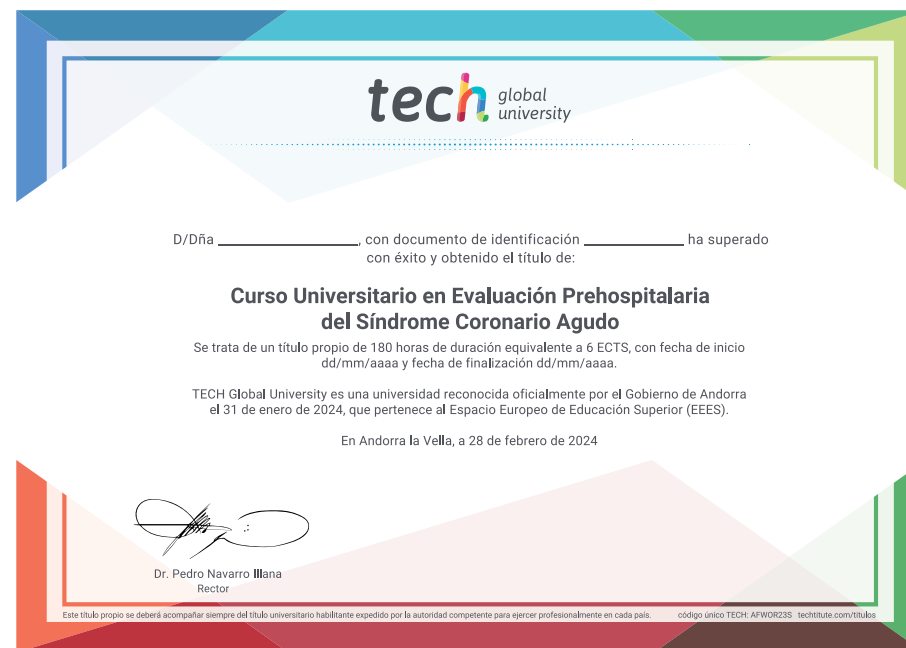 tech global university
D/Dña ______________, con documento de identificación __________ ha superado
con éxito y obtenido el título de:
Curso Universitario en Evaluación Prehospitalaria
del Síndrome Coronario Agudo
Se trata de un título propio de 180 horas de duración equivalente a 6 ECTS, con fecha de inicio
dd/mm/aaaa y fecha de finalización dd/mm/aaaa.
TECH Global University es una universidad reconocida oficialmente por el Gobierno de Andorra
el 31 de enero de 2024, que pertenece al Espacio Europeo de Educación Superior (EEES).
En Andorra la Vella, a 28 de febrero de 2024
Dr. Pedro Navarro Illana
Rector
Este título propio se deberá acompañar siempre del título universitario habilitante expedido por la autoridad competente para ejercer profesionalmente en cada país. código único TECH: AFWOR23S techtitute.com/titulos